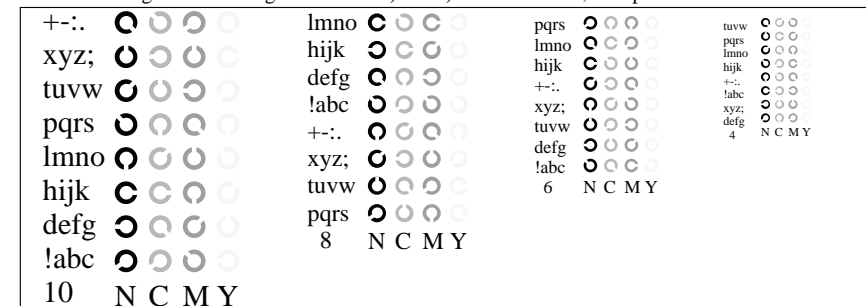 +-:.
xyz;
tuvw
pqrs
lmno
hijk
defg
!abc
10 N C M Y
lmno
hijk
defg
!abc
+-:.
xyz;
tuvw
pqrs
8 N C M Y
pqrs
lmno
hijk
+-:.
xyz;
tuvw
defg
!abc
6 N C M Y
tuvw
pqrs
lmno
hijk
+-:.
!abc
xyz;
defg
4 N C M Y